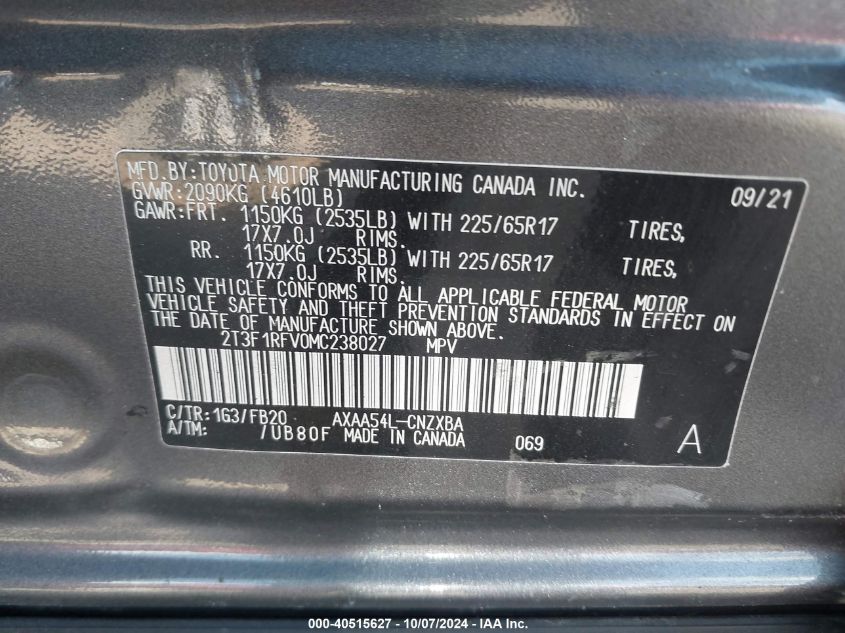 MFD.BY:TOYOTA MOTOR MANUFACTURING CANADA INC. 09/21
GVWR:2090KG (4610LB)
GAWR:FRT. 1150KG (2535LB) WITH 225/65R17 TIRES,
17X7.0J RIMS.
RR. 1150KG (2535LB) WITH 225/65R17 TIRES,
17X7.0J RIMS.
THIS VEHICLE CONFORMS TO ALL APPLICABLE FEDERAL MOTOR
VEHICLE SAFETY AND THEFT PREVENTION STANDARDS IN EFFECT ON
THE DATE OF MANUFACTURE SHOWN ABOVE.
2T3F1RFV0MC238027 MPV
C/TR:1G3/FB20 AXAA54L-CNZXBA
A/TM: /UB80F MADE IN CANADA 069 A
000-40515627 - 10/07/2024 - IAA Inc.